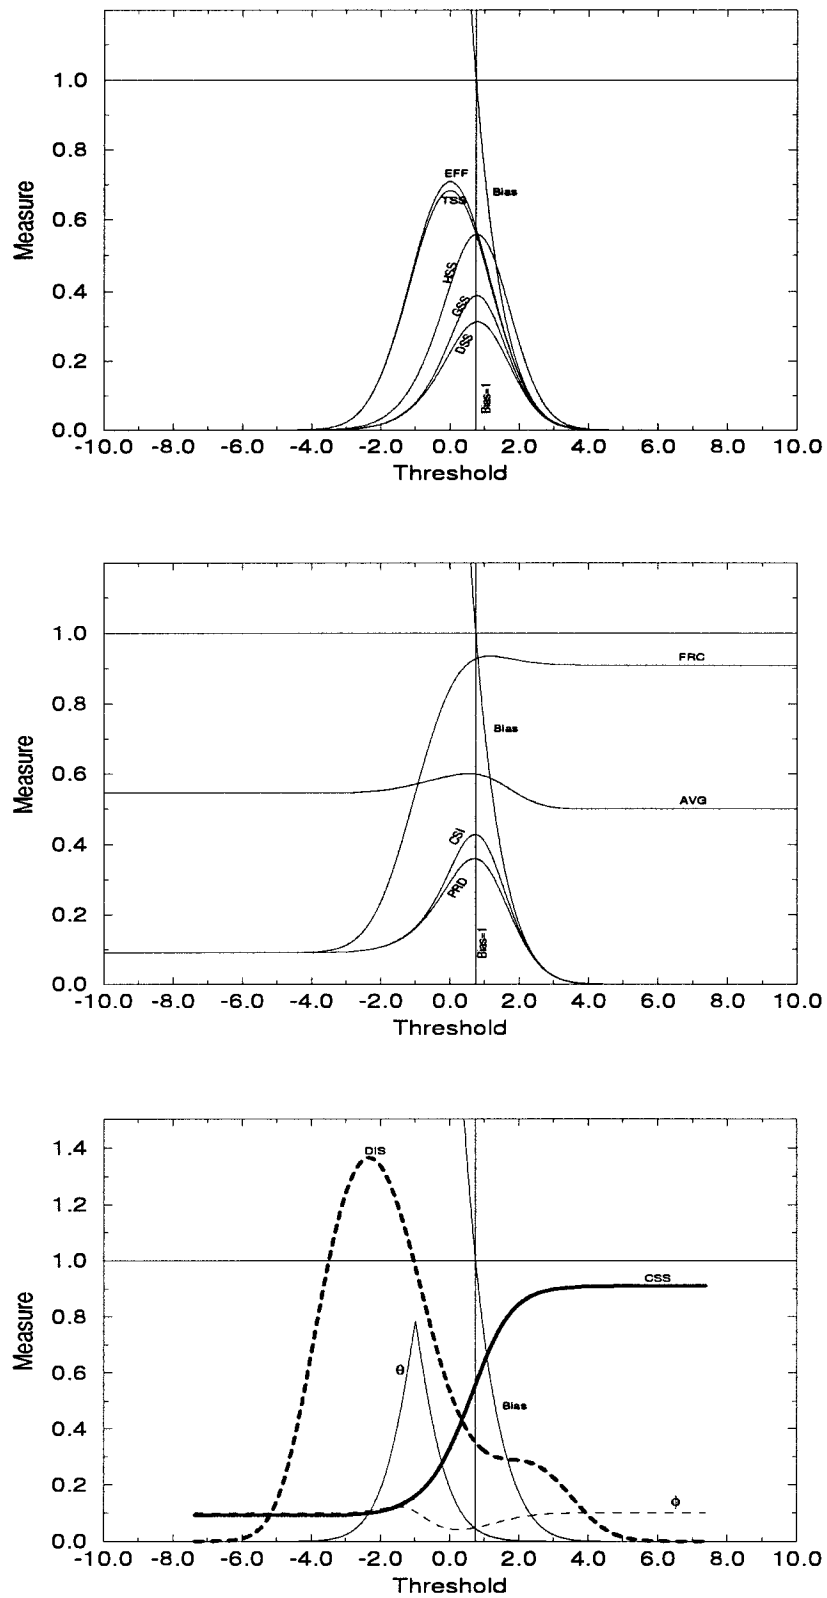 1.0
0.8
EFF
Bias
TSS
0.6
Measure
HSS
0.4
GSS
DSS
0.2
Bias=1
0.0
-10.0 -8.0 -6.0 -4.0 -2.0 0.0 2.0 4.0 6.0 8.0 10.0
Threshold
1.0
FRC
0.8
Bias
Measure
0.6
AVG
CSI
0.4
PRD
0.2
Bias=1
0.0
-10.0 -8.0 -6.0 -4.0 -2.0 0.0 2.0 4.0 6.0 8.0 10.0
Threshold
1.4
DIS
1.2
1.0
CSS
0.8
Measure
θ
0.6
Bias
0.4
0.2
ϕ
0.0
-10.0 -8.0 -6.0 -4.0 -2.0 0.0 2.0 4.0 6.0 8.0 10.0
Threshold